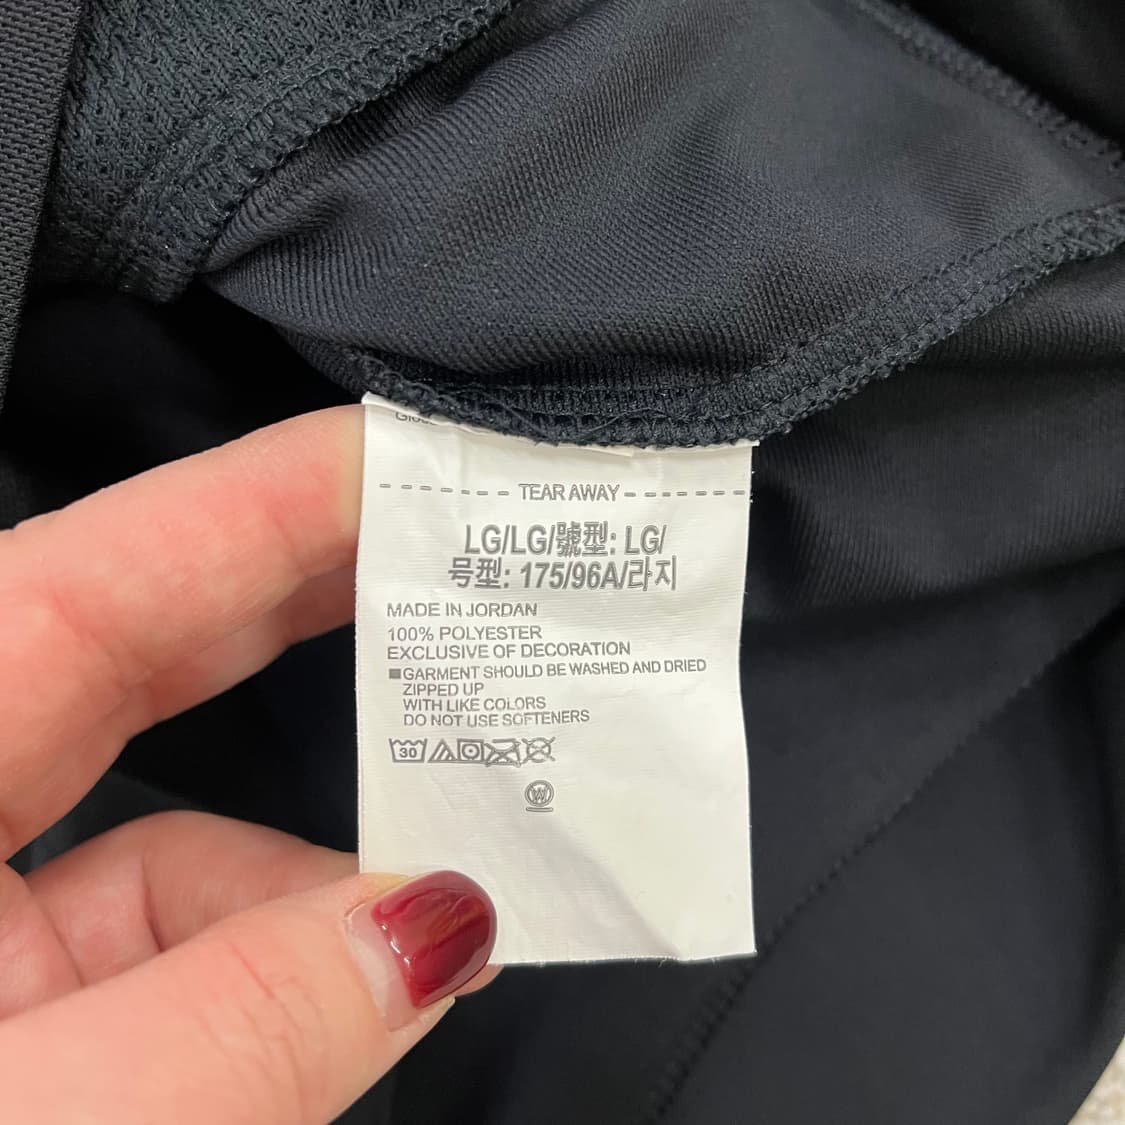 TEAR AWAY
LG/LG/號型: LG/
号型: 175/96A/라지
MADE IN JORDAN
100% POLYESTER
EXCLUSIVE OF DECORATION
GARMENT SHOULD BE WASHED AND DRIED
ZIPPED UP
WITH LIKE COLORS
DO NOT USE SOFTENERS
30
W